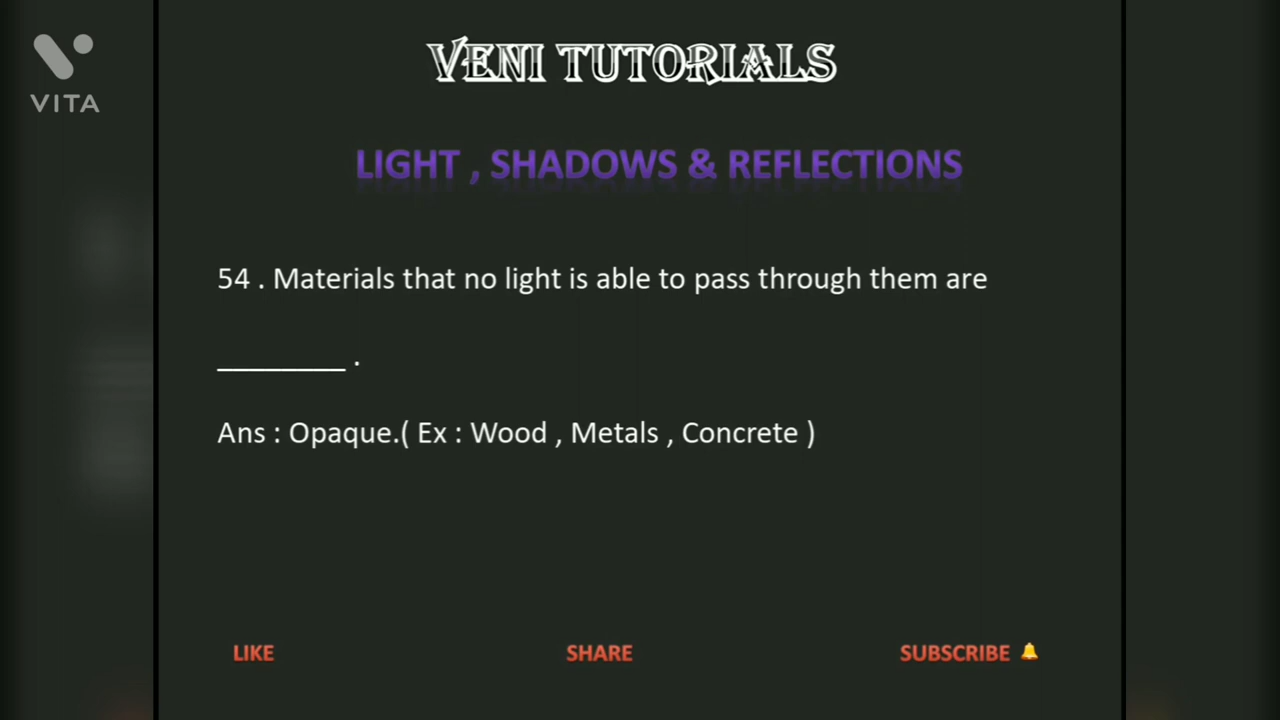 VITA
VENI TUTORIALS
LIGHT , SHADOWS & REFLECTIONS
54 . Materials that no light is able to pass through them are
________ .
Ans : Opaque.( Ex : Wood , Metals , Concrete )
LIKE SHARE SUBSCRIBE 🔔